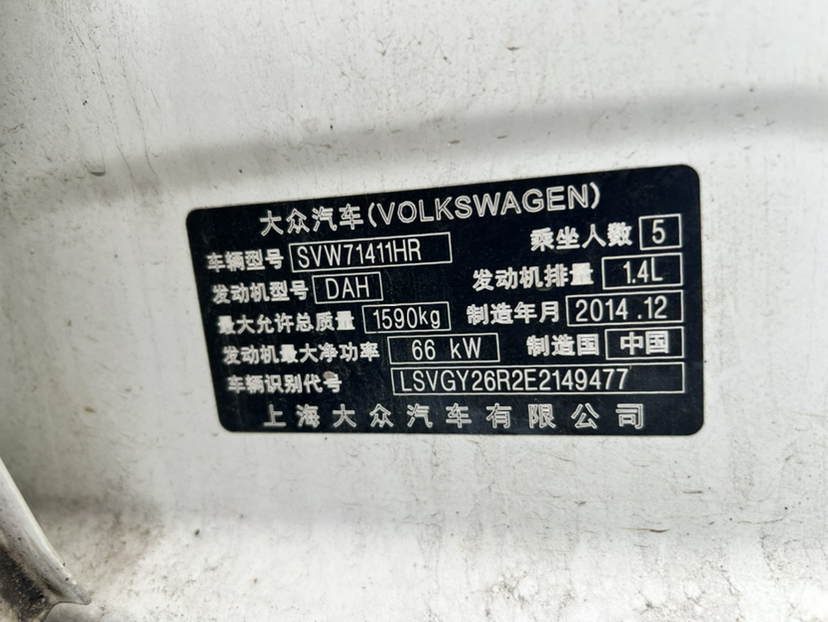 大众汽车(VOLKSWAGEN)
车辆型号 SVW71411HR 乘坐人数 5
发动机型号 DAH 发动机排量 1.4L
最大允许总质量 1590kg 制造年月 2014.12
发动机最大净功率 66 kW 制造国 中国
车辆识别代号 LSVGY26R2E2149477
上海大众汽车有限公司